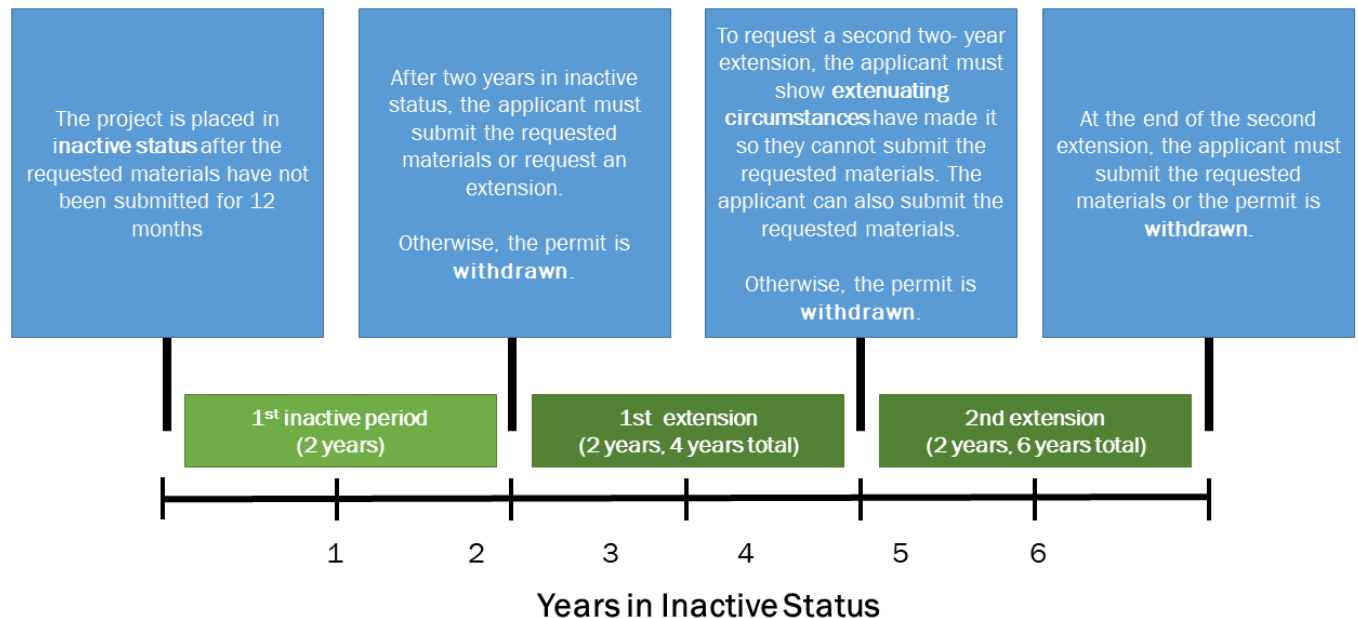 The project is placed in
inactive status after the
requested materials have not
been submitted for 12
months
After two years in inactive
status, the applicant must
submit the requested
materials or request an
extension.
Otherwise, the permit is
withdrawn.
To request a second two- year
extension, the applicant must
show extenuating
circumstances have made it
so they cannot submit the
requested materials. The
applicant can also submit the
requested materials.
Otherwise, the permit is
withdrawn.
At the end of the second
extension, the applicant must
submit the requested
materials or the permit is
withdrawn.
1st inactive period
(2 years)
1st extension
(2 years, 4 years total)
2nd extension
(2 years, 6 years total)
1 2 3 4 5 6
Years in Inactive Status